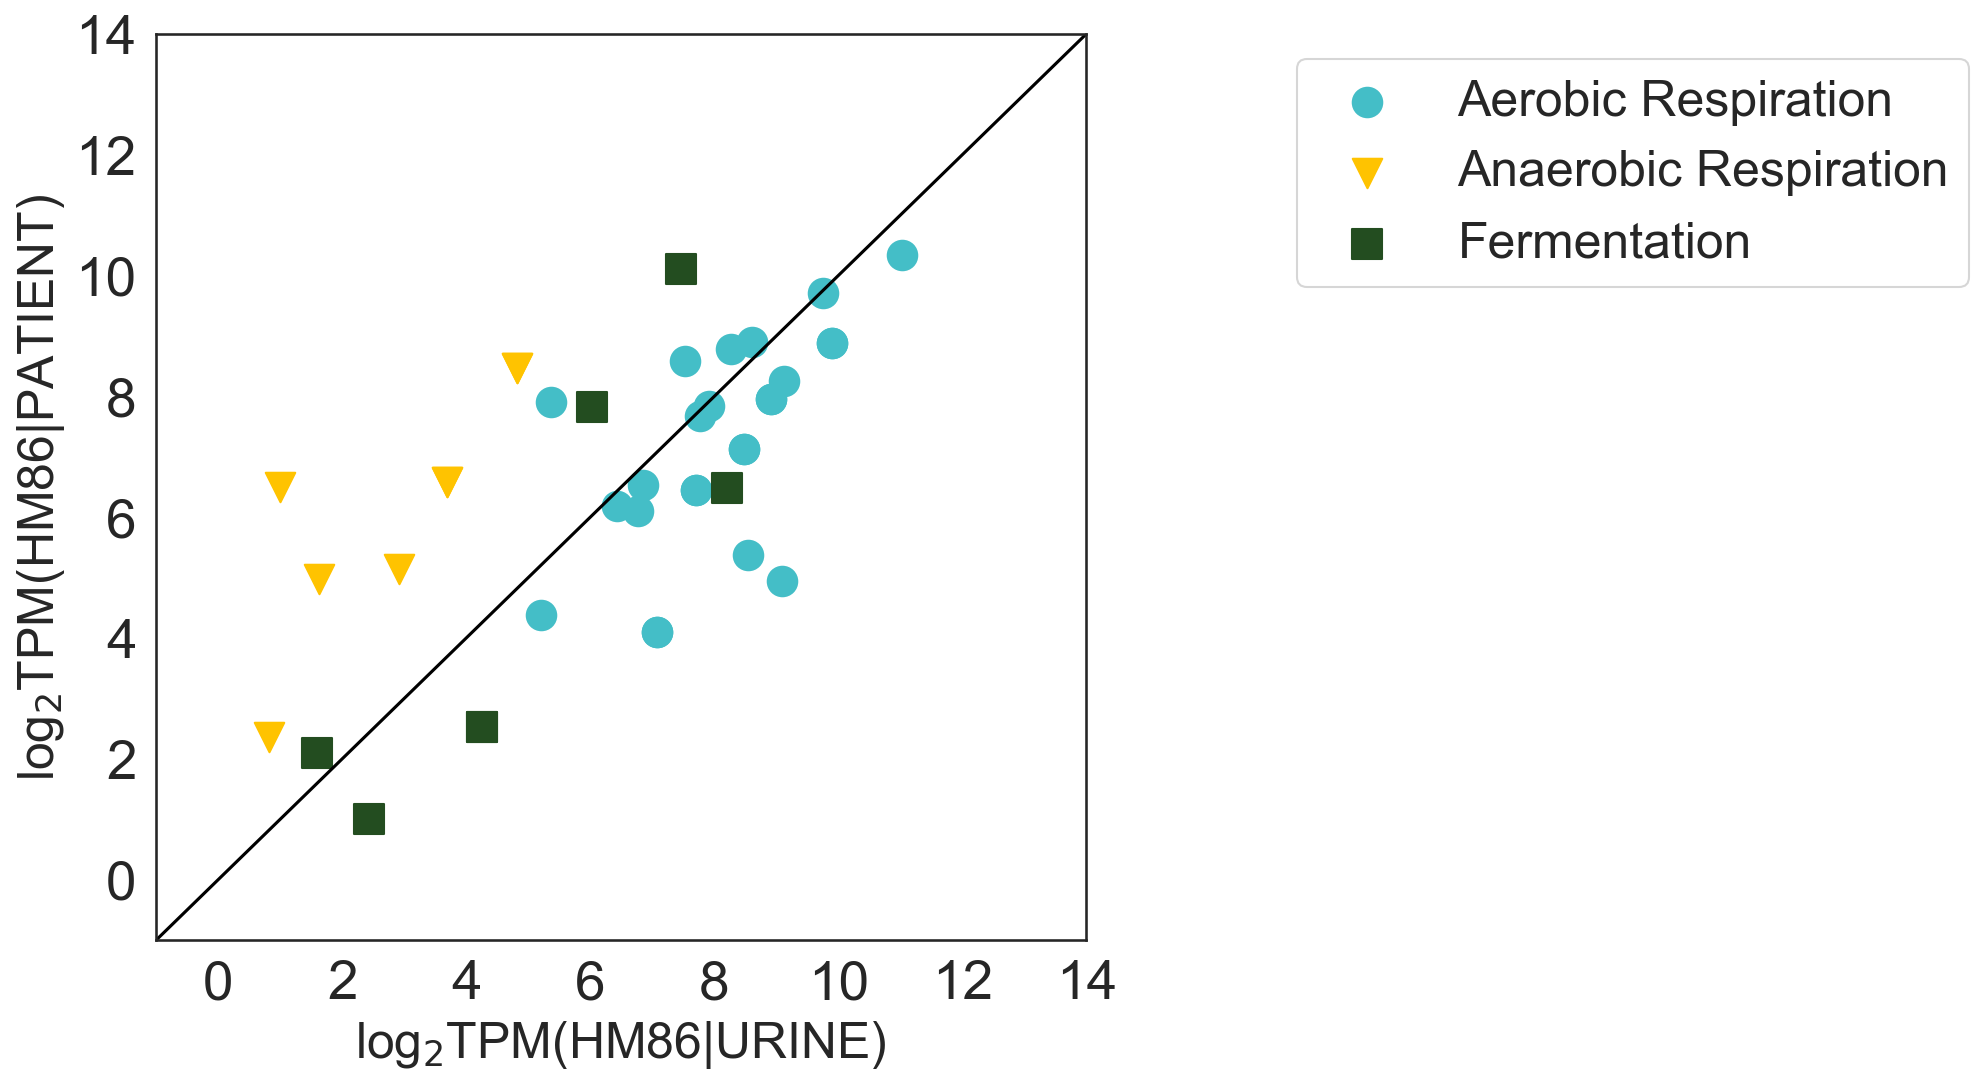 14
12
10
8
6
4
2
0
log₂TPM(HM86|PATIENT)
0 2 4 6 8 10 12 14
log₂TPM(HM86|URINE)
Aerobic Respiration
Anaerobic Respiration
Fermentation